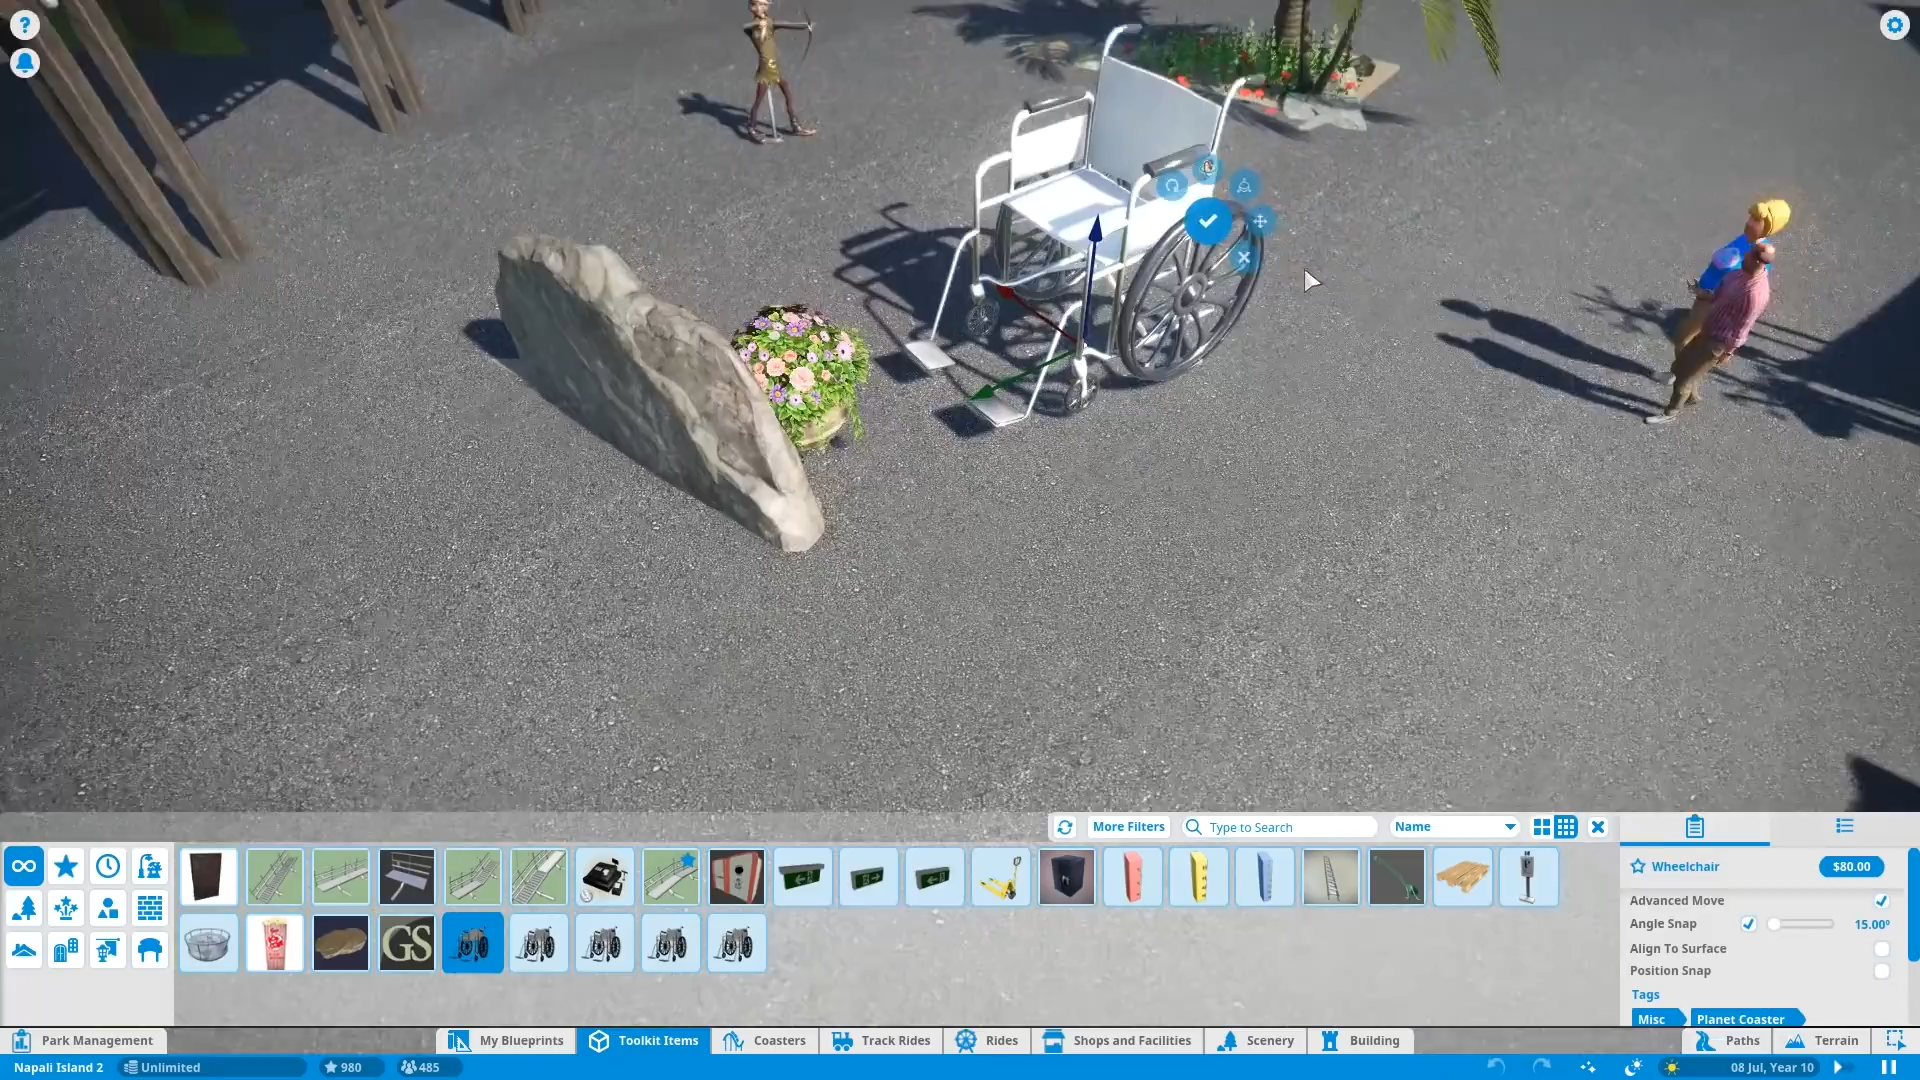 ?
More Filters
Type to Search
Name
GS
Wheelchair
$80.00
Advanced Move
Angle Snap
15.00°
Align To Surface
Position Snap
Tags
Misc
Planet Coaster
Park Management
My Blueprints
Toolkit Items
Coasters
Track Rides
Rides
Shops and Facilities
Scenery
Building
Paths
Terrain
Napali Island 2
Unlimited
980
485
08 Jul, Year 10